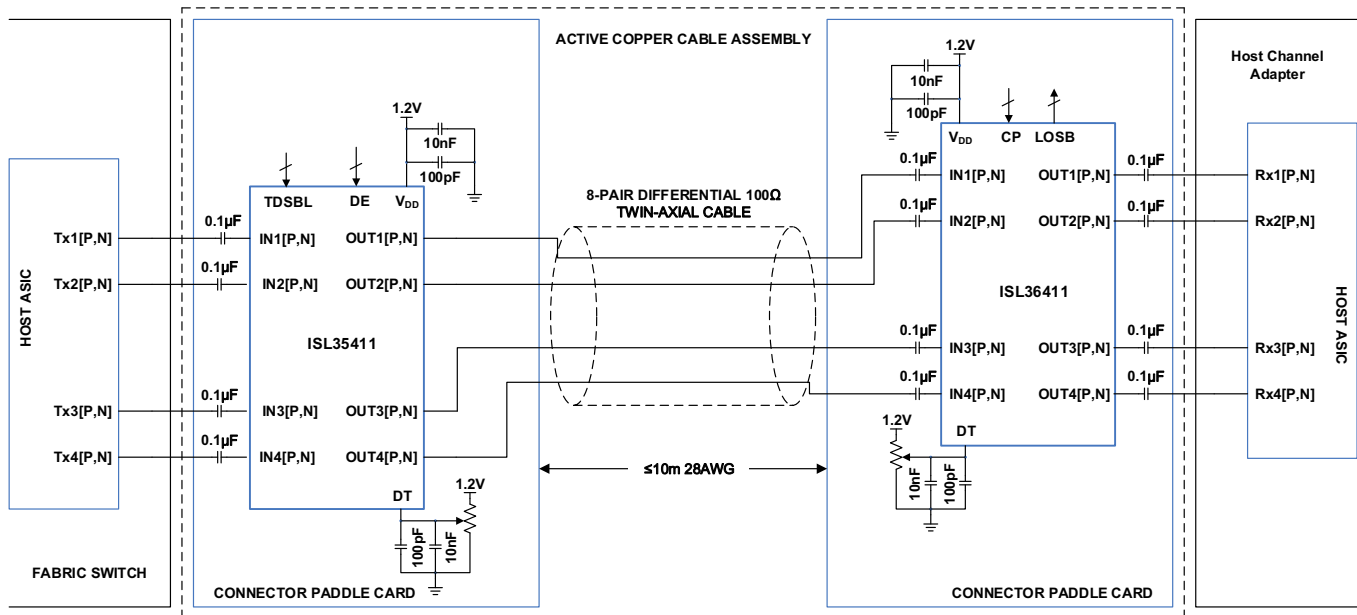 ACTIVE COPPER CABLE ASSEMBLY
HOST ASIC
Tx1[P,N]
Tx2[P,N]
Tx3[P,N]
Tx4[P,N]
FABRIC SWITCH
0.1µF
0.1µF
0.1µF
0.1µF
1.2V
10nF
100pF
TDSBL
DE
VDD
IN1[P,N]
OUT1[P,N]
IN2[P,N]
OUT2[P,N]
ISL35411
IN3[P,N]
OUT3[P,N]
IN4[P,N]
OUT4[P,N]
DT
1.2V
100pF
10nF
CONNECTOR PADDLE CARD
8-PAIR DIFFERENTIAL 100Ω
TWIN-AXIAL CABLE
≤10m 28AWG
1.2V
10nF
100pF
VDD
CP
LOSB
0.1µF
0.1µF
0.1µF
0.1µF
IN1[P,N]
OUT1[P,N]
IN2[P,N]
OUT2[P,N]
ISL36411
IN3[P,N]
OUT3[P,N]
IN4[P,N]
OUT4[P,N]
DT
1.2V
10nF
100pF
CONNECTOR PADDLE CARD
0.1µF
0.1µF
0.1µF
0.1µF
Host Channel
Adapter
Rx1[P,N]
Rx2[P,N]
Rx3[P,N]
Rx4[P,N]
HOST ASIC